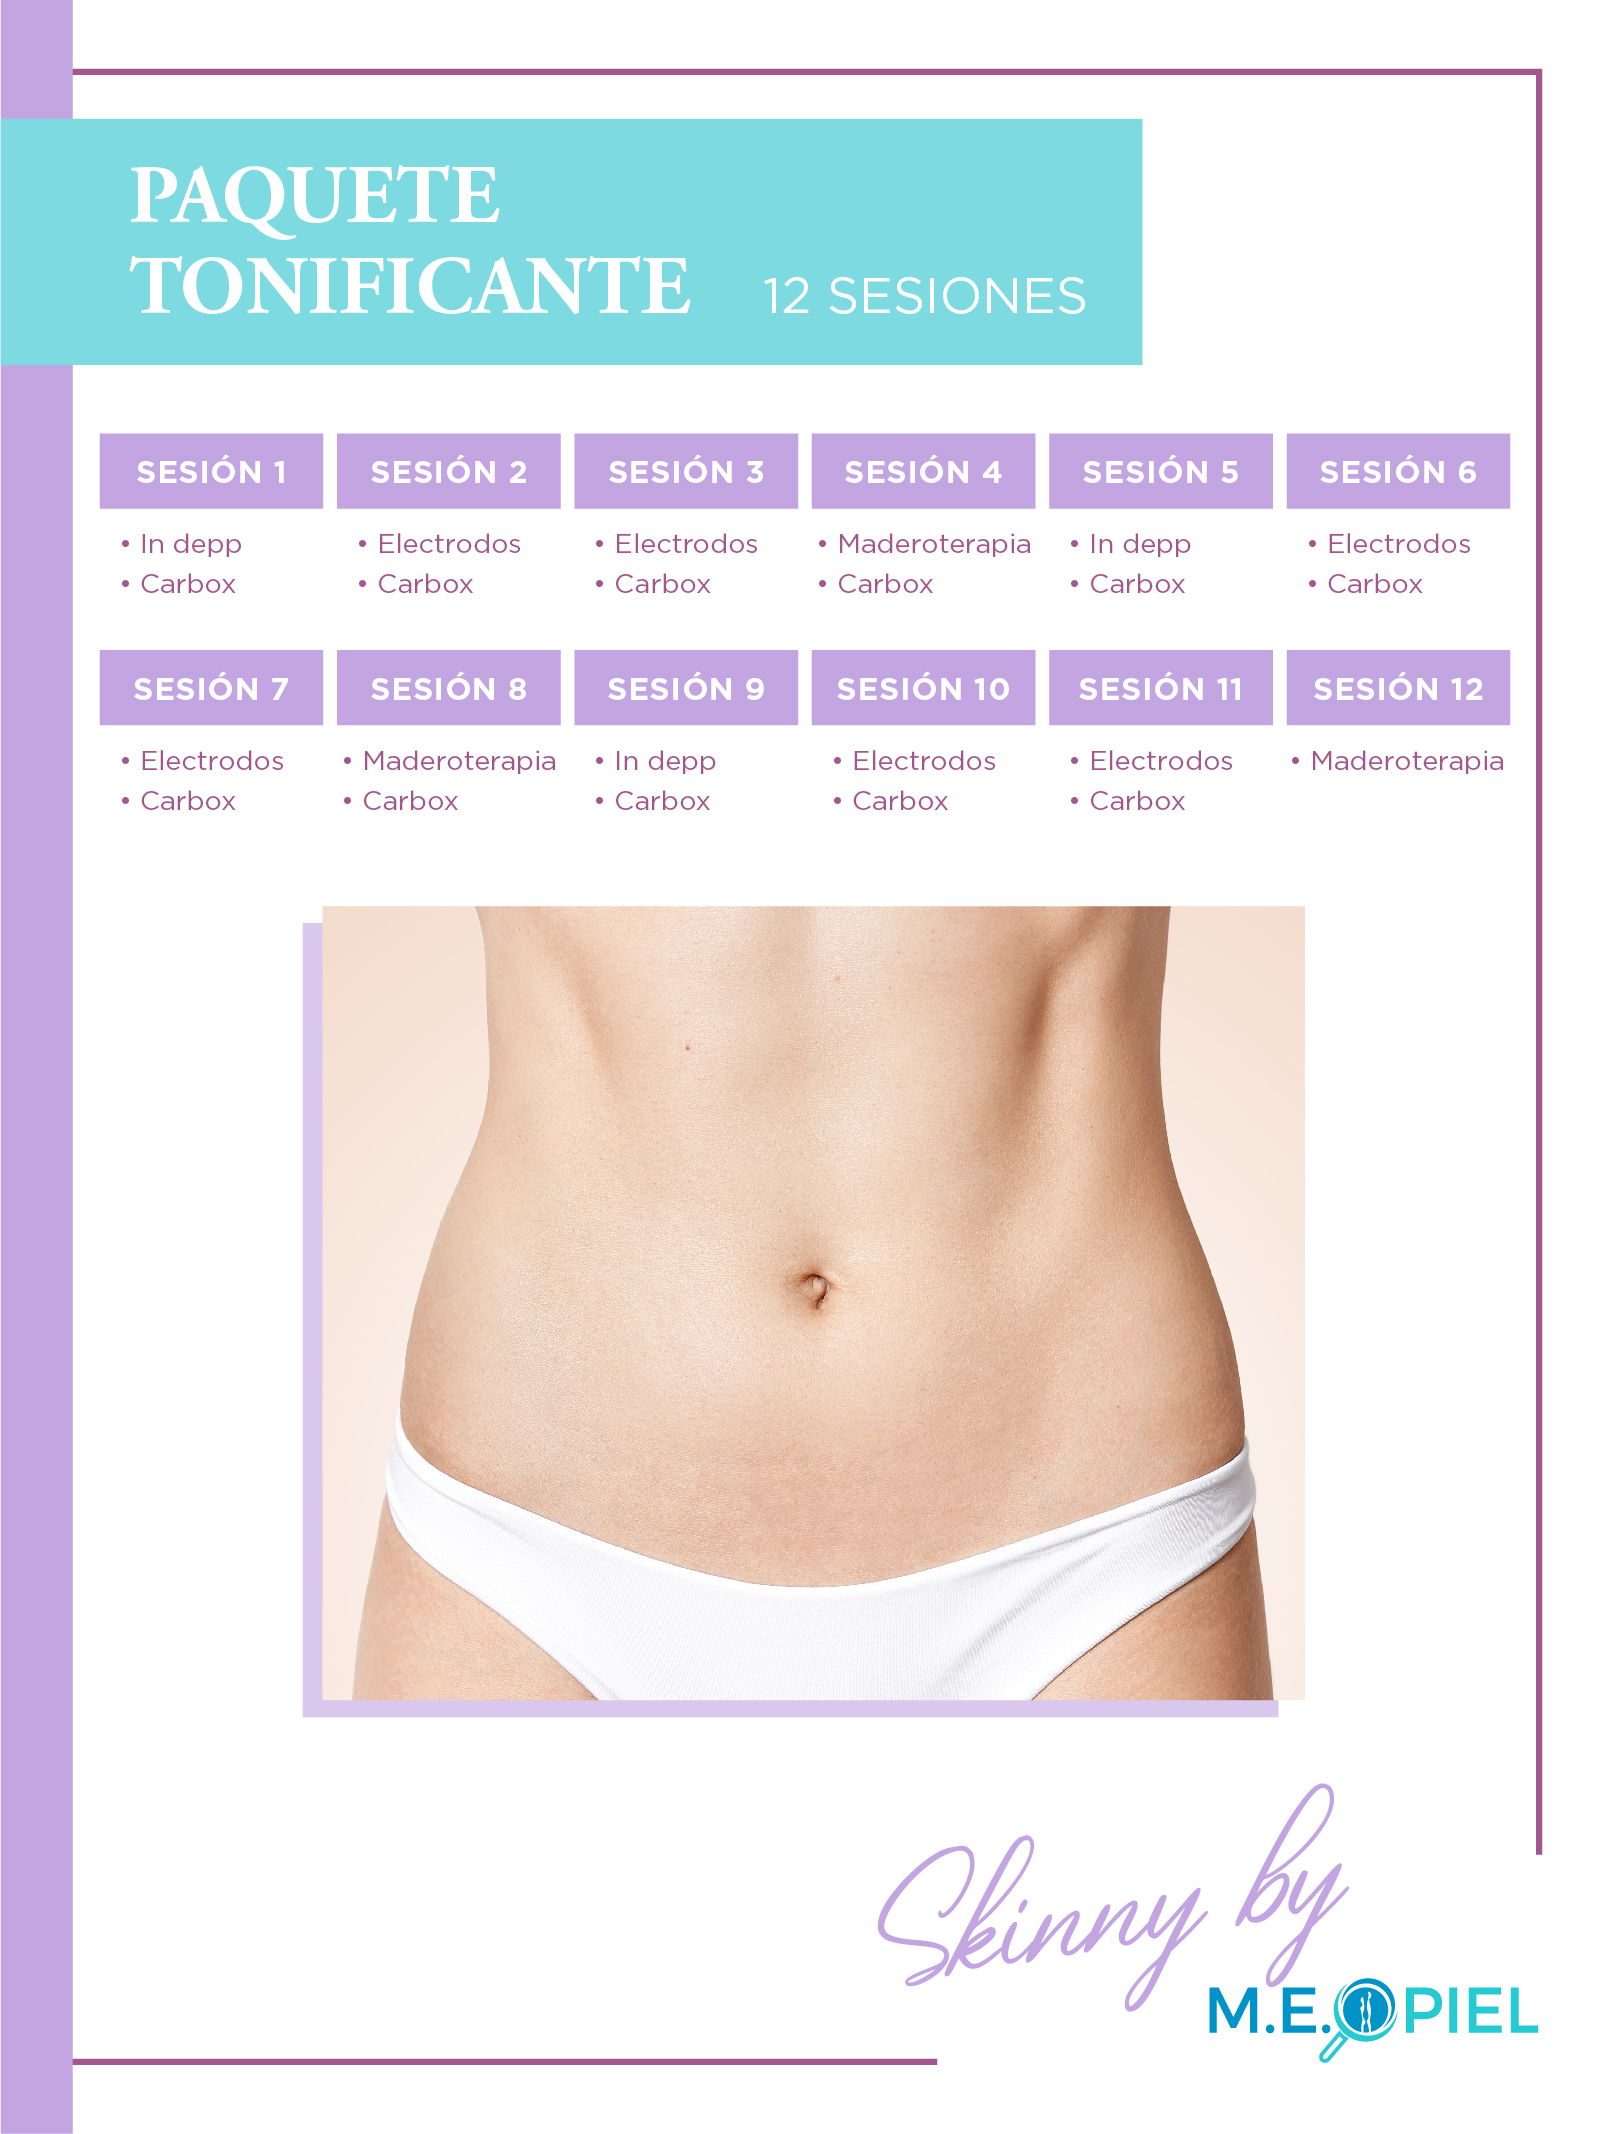 PAQUETE
TONIFICANTE 12 SESIONES
SESIÓN 1 SESIÓN 2 SESIÓN 3 SESIÓN 4 SESIÓN 5 SESIÓN 6
• In depp • Electrodos • Electrodos • Maderoterapia • In depp • Electrodos
• Carbox • Carbox • Carbox • Carbox • Carbox • Carbox
SESIÓN 7 SESIÓN 8 SESIÓN 9 SESIÓN 10 SESIÓN 11 SESIÓN 12
• Electrodos • Maderoterapia • In depp • Electrodos • Electrodos • Maderoterapia
• Carbox • Carbox • Carbox • Carbox • Carbox
Skinny by
M.E. PIEL